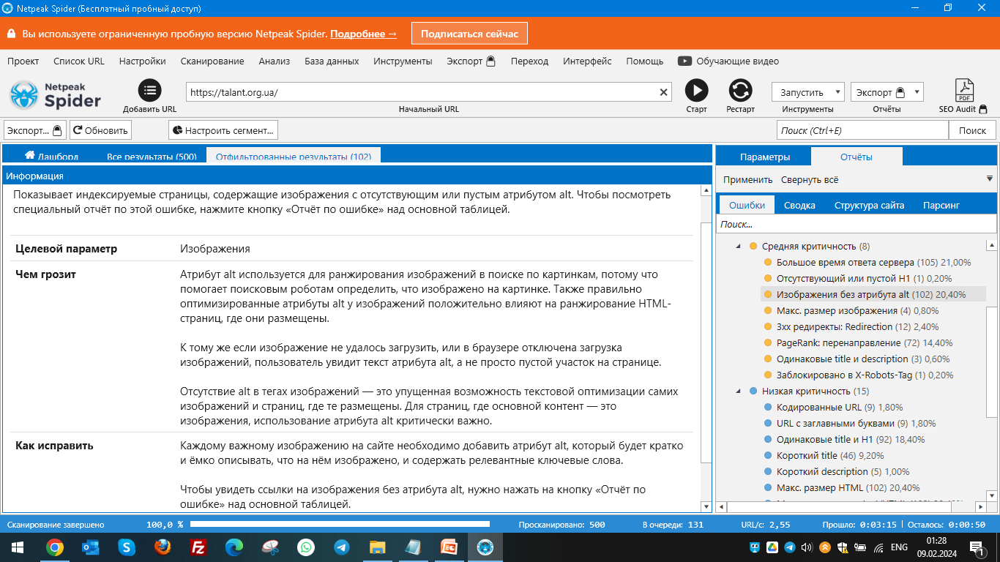 Netpeak Spider (Бесплатный пробный доступ)
Вы используете ограниченную пробную версию Netpeak Spider. Подробнее → Подписаться сейчас
Проект Список URL Настройки Сканирование Анализ База данных Инструменты Экспорт Переход Интерфейс Помощь Обучающие видео
Netpeak
Spider
https://talant.org.ua/
Запустить
Экспорт
PDF
Добавить URL
Начальный URL
Старт
Рестарт
Инструменты
Отчёты
SEO Audit
Экспорт...
Обновить
Настроить сегмент...
Поиск (Ctrl+E)
Поиск
Дашборд
Все результаты (500)
Отфильтрованные результаты (102)
Информация
Показывает индексируемые страницы, содержащие изображения с отсутствующим или пустым атрибутом alt. Чтобы посмотреть
специальный отчёт по этой ошибке, нажмите кнопку «Отчёт по ошибке» над основной таблицей.
Целевой параметр
Изображения
Чем грозит
Атрибут alt используется для ранжирования изображений в поиске по картинкам, потому что
помогает поисковым роботам определить, что изображено на картинке. Также правильно
оптимизированные атрибуты alt у изображений положительно влияют на ранжирование HTML-
страниц, где они размещены.
К тому же если изображение не удалось загрузить, или в браузере отключена загрузка
изображений, пользователь увидит текст атрибута alt, а не просто пустой участок на странице.
Отсутствие alt в тегах изображений — это упущенная возможность текстовой оптимизации самих
изображений и страниц, где те размещены. Для страниц, где основной контент — это
изображения, использование атрибута alt критически важно.
Как исправить
Каждому важному изображению на сайте необходимо добавить атрибут alt, который будет кратко
и ёмко описывать, что на нём изображено, и содержать релевантные ключевые слова.
Чтобы увидеть ссылки на изображения без атрибута alt, нужно нажать на кнопку «Отчёт по
ошибке» над основной таблицей.
Параметры
Отчёты
Применить
Свернуть всё
Ошибки
Сводка
Структура сайта
Парсинг
Поиск...
Средняя критичность (8)
Большое время ответа сервера (105) 21,00%
Отсутствующий или пустой H1 (1) 0,20%
Изображения без атрибута alt (102) 20,40%
Макс. размер изображения (4) 0,80%
3xx редиректы: Redirection (12) 2,40%
PageRank: перенаправление (72) 14,40%
Одинаковые title и description (3) 0,60%
Заблокировано в X-Robots-Tag (1) 0,20%
Низкая критичность (15)
Кодированные URL (9) 1,80%
URL с заглавными буквами (9) 1,80%
Одинаковые title и H1 (92) 18,40%
Короткий title (46) 9,20%
Короткий description (5) 1,00%
Макс. размер HTML (102) 20,40%
Сканирование завершено
100,0 %
Просканировано: 500
В очереди: 131
URL/с: 2,55
Прошло: 0:03:15
Осталось: 0:00:50
ENG
01:28
09.02.2024
1